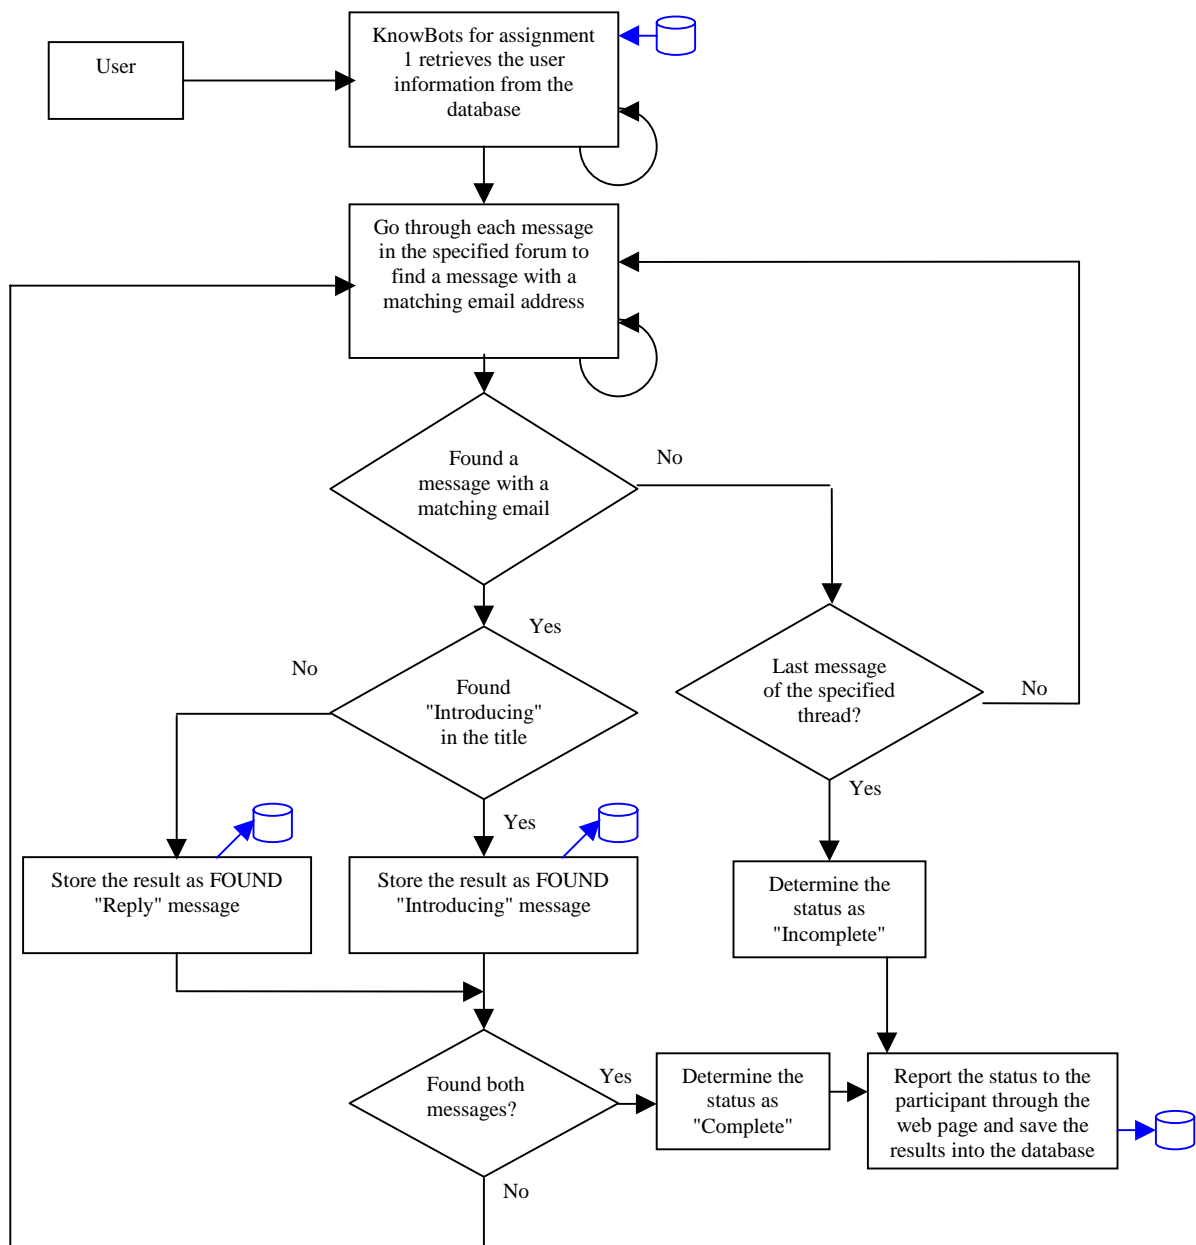 KnowBots for assignment
1 retrieves the user
information from the
database
User
Go through each message
in the specified forum to
find a message with a
matching email address
Found a
message with a
matching email
No
Yes
No
Found
"Introducing"
in the title
Last message
of the specified
thread?
No
Yes
Yes
Store the result as FOUND
"Reply" message
Store the result as FOUND
"Introducing" message
Determine the
status as
"Incomplete"
Found both
messages?
Yes
Determine the
status as
"Complete"
Report the status to the
participant through the
web page and save the
results into the database
No